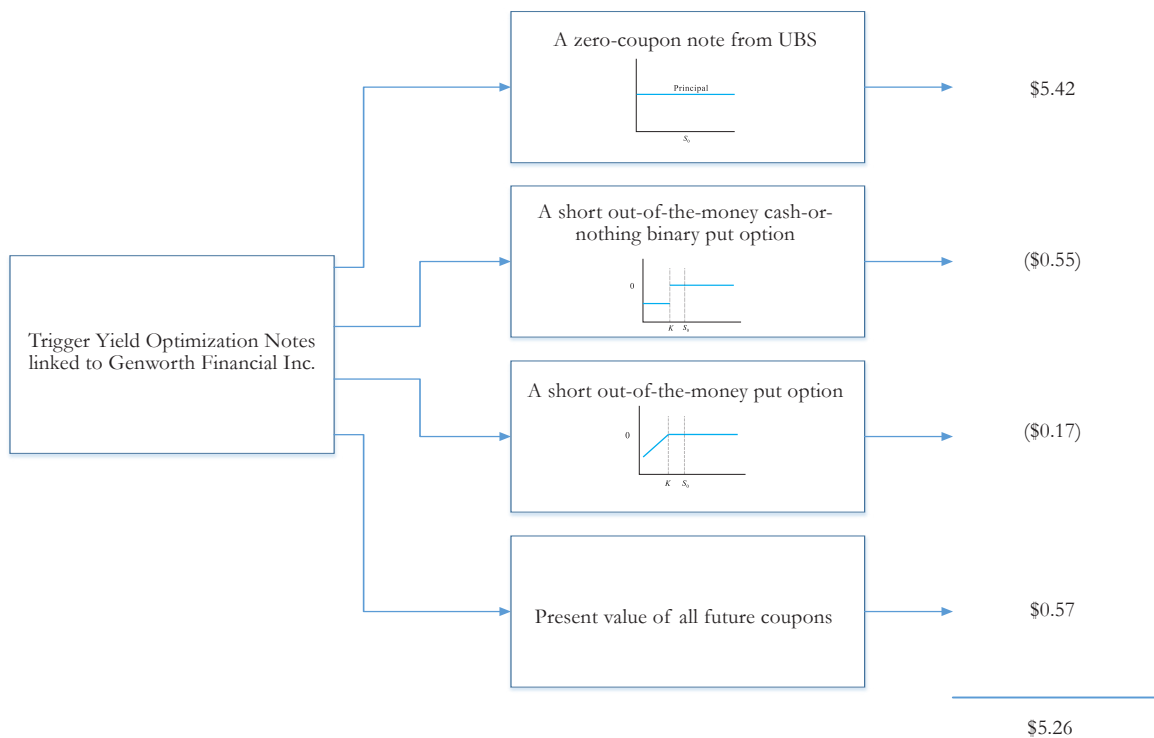 A zero-coupon note from UBS
Principal
S₀
$5.42
A short out-of-the-money cash-or-
nothing binary put option
0
K
S₀
($0.55)
Trigger Yield Optimization Notes
linked to Genworth Financial Inc.
A short out-of-the-money put option
0
K
S₀
($0.17)
Present value of all future coupons
$0.57
$5.26